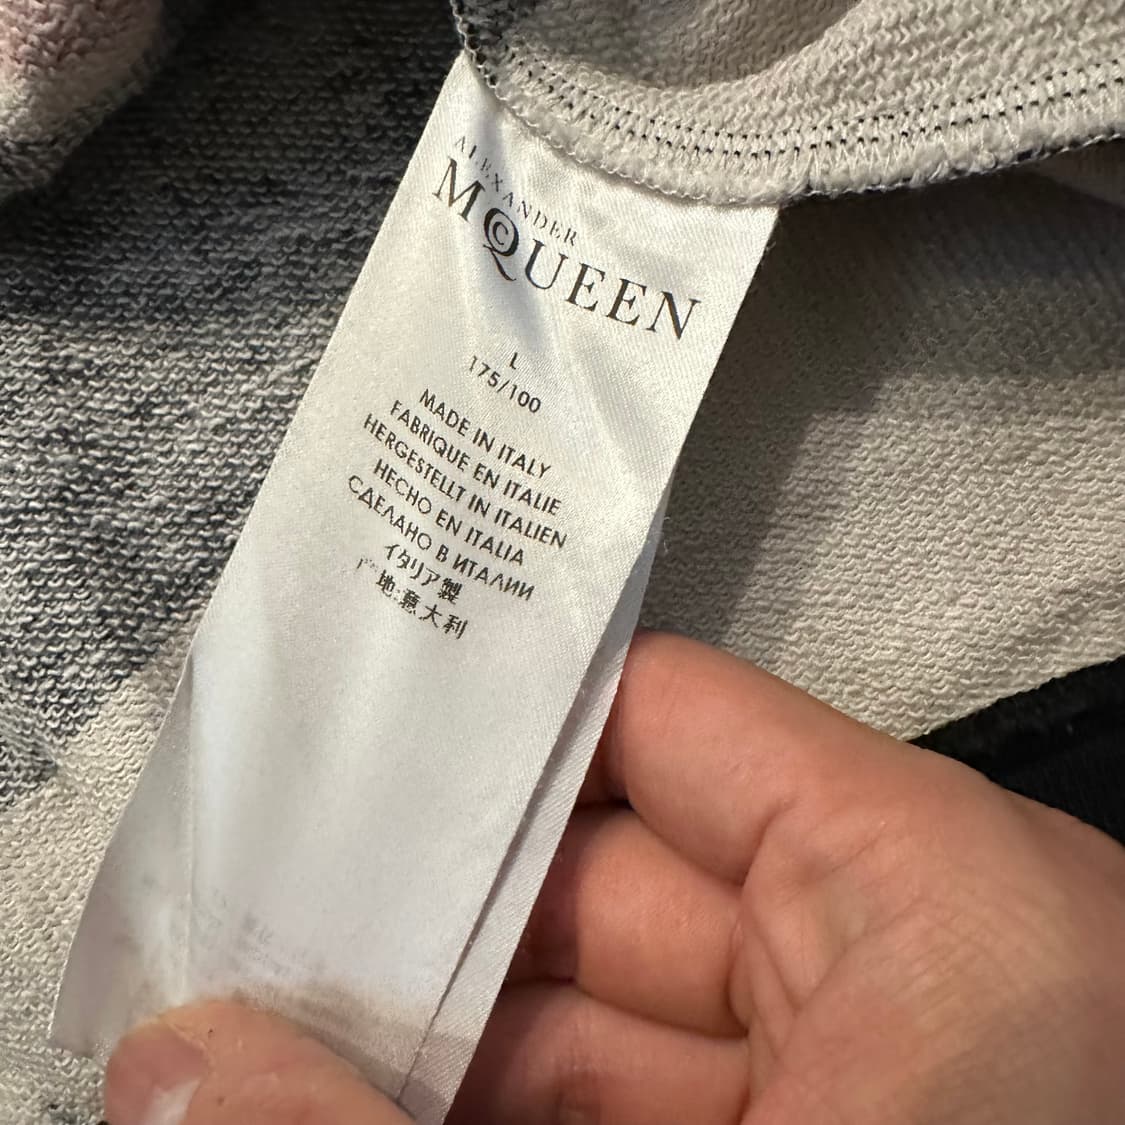 ALEXANDER
MCQUEEN
L
175/100
MADE IN ITALY
FABRIQUE EN ITALIE
HERGESTELLT IN ITALIEN
HECHO EN ITALIA
СДЕЛАНО В ИТАЛИИ
イタリア製
产地:意大利